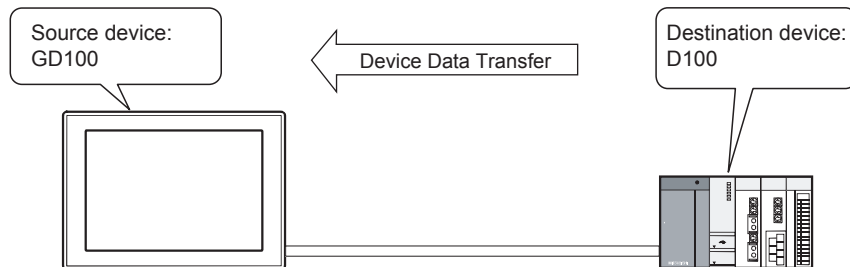 Source device:
GD100
Device Data Transfer
Destination device:
D100